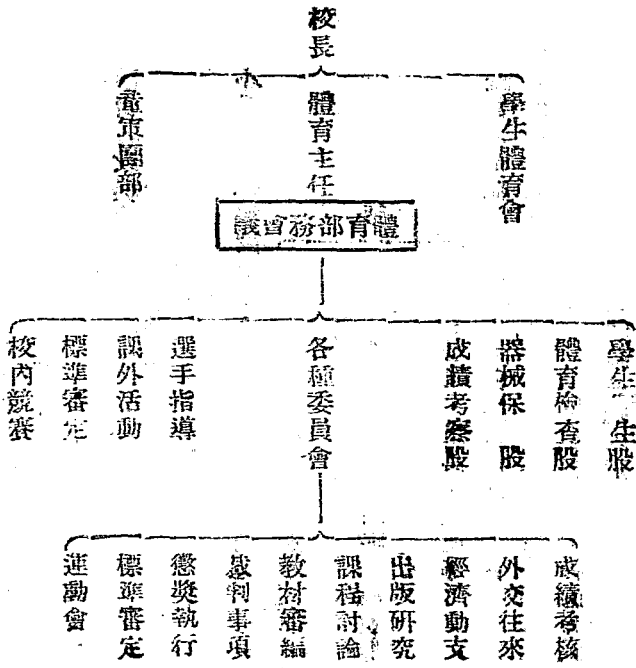 校長
學生體育會
體育主任
童軍團部
體育部務會議
學生 生股
體育檢查股
器械保 股
成績考察股
各種委員會
選手指導
課外活動
標準審定
校內競賽
成績考核
外交往來
經濟動支
出版研究
課程討論
教材審編
裁判事項
懲獎執行
標準審定
運動會